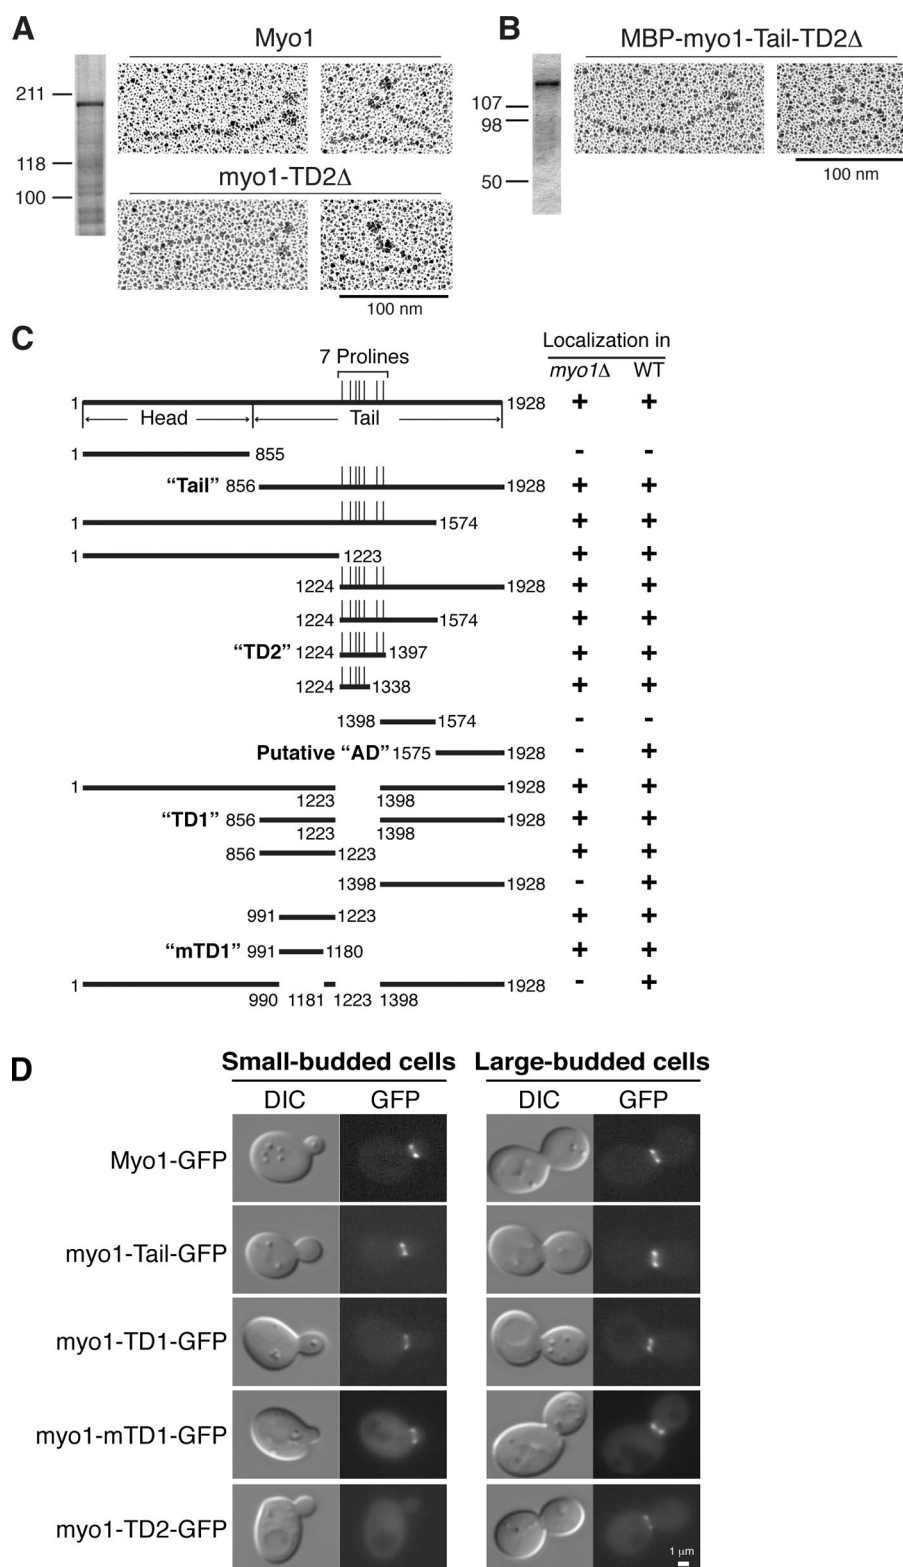 A
Myo1
211
118
100
myo1-TD2Δ
100 nm
B
MBP-myo1-Tail-TD2Δ
107
98
50
100 nm
C
Localization in
7 Prolines
myo1Δ WT
1 1928 + +
Head Tail
1 855 - -
“Tail” 856 1928 + +
1 1574 + +
1 1223 + +
1224 1928 + +
1224 1574 + +
“TD2” 1224 1397 + +
1224 1338 + +
1398 1574 - -
Putative “AD” 1575 1928 - +
1 1928 + +
1223 1398
“TD1” 856 1928 + +
1223 1398
856 1223 + +
1398 1928 - +
991 1223 + +
“mTD1” 991 1180 + +
1 1928 - +
990 1181 1223 1398
D
Small-budded cells Large-budded cells
DIC GFP DIC GFP
Myo1-GFP
myo1-Tail-GFP
myo1-TD1-GFP
myo1-mTD1-GFP
myo1-TD2-GFP
1 μm